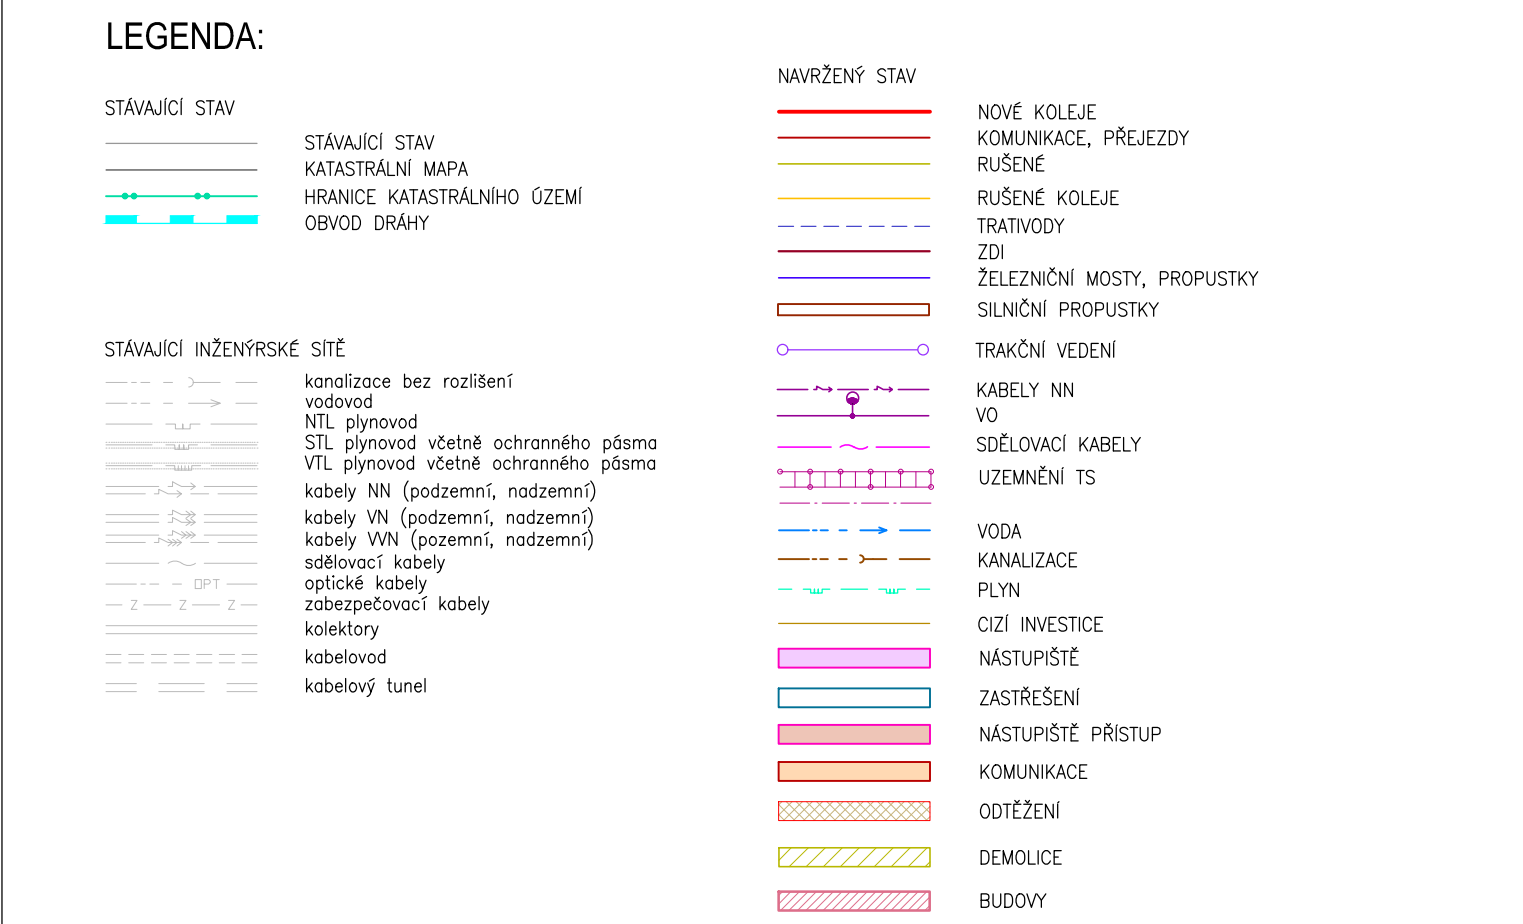 LEGENDA:
STÁVAJÍCÍ STAV
STÁVAJÍCÍ STAV
KATASTRÁLNÍ MAPA
HRANICE KATASTRÁLNÍHO ÚZEMÍ
OBVOD DRÁHY
STÁVAJÍCÍ INŽENÝRSKÉ SÍTĚ
kanalizace bez rozlišení
vodovod
NTL plynovod
STL plynovod včetně ochranného pásma
VTL plynovod včetně ochranného pásma
kabely NN (podzemní, nadzemní)
kabely VN (podzemní, nadzemní)
kabely VVN (pozemní, nadzemní)
sdělovací kabely
OPT optické kabely
Z Z Z zabezpečovací kabely
kolektory
kabelovod
kabelový tunel
NAVRŽENÝ STAV
NOVÉ KOLEJE
KOMUNIKACE, PŘEJEZDY
RUŠENÉ
RUŠENÉ KOLEJE
TRATIVODY
ZDI
ŽELEZNIČNÍ MOSTY, PROPUSTKY
SILNIČNÍ PROPUSTKY
TRAKČNÍ VEDENÍ
KABELY NN
VO
SDĚLOVACÍ KABELY
UZEMNĚNÍ TS
VODA
KANALIZACE
PLYN
CIZÍ INVESTICE
NÁSTUPIŠTĚ
ZASTŘEŠENÍ
NÁSTUPIŠTĚ PŘÍSTUP
KOMUNIKACE
ODTĚŽENÍ
DEMOLICE
BUDOVY